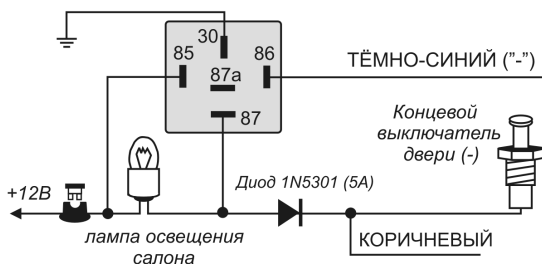 30
85
86
87a
87
ТЁМНО-СИНИЙ ("-")
Концевой
выключатель
двери (-)
+12В
Диод 1N5301 (5А)
лампа освещения
салона
КОРИЧНЕВЫЙ